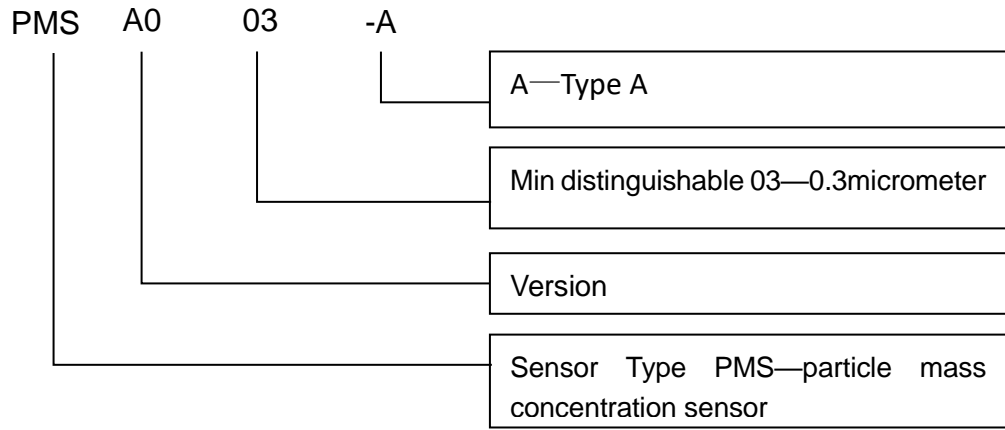 PMS A0 03 -A
A—Type A
Min distinguishable 03—0.3micrometer
Version
Sensor Type PMS—particle mass
concentration sensor